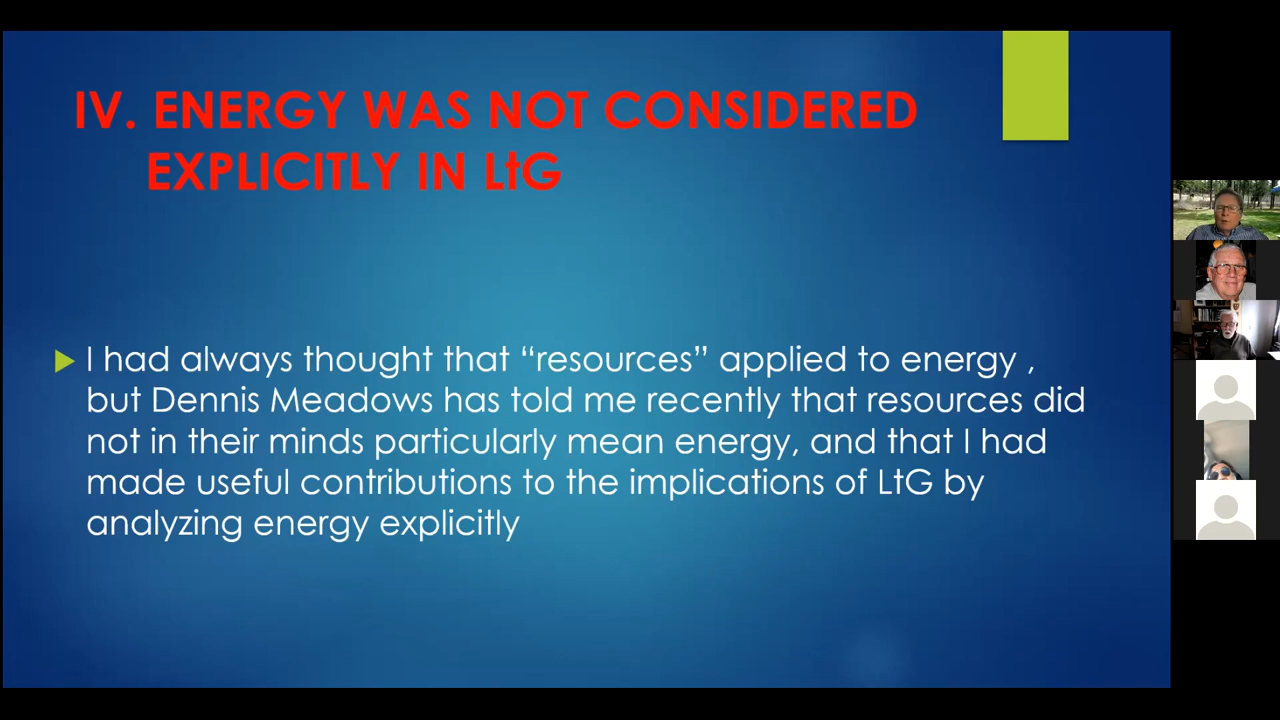 IV. ENERGY WAS NOT CONSIDERED
EXPLICITLY IN LtG
I had always thought that “resources” applied to energy ,
but Dennis Meadows has told me recently that resources did
not in their minds particularly mean energy, and that I had
made useful contributions to the implications of LtG by
analyzing energy explicitly